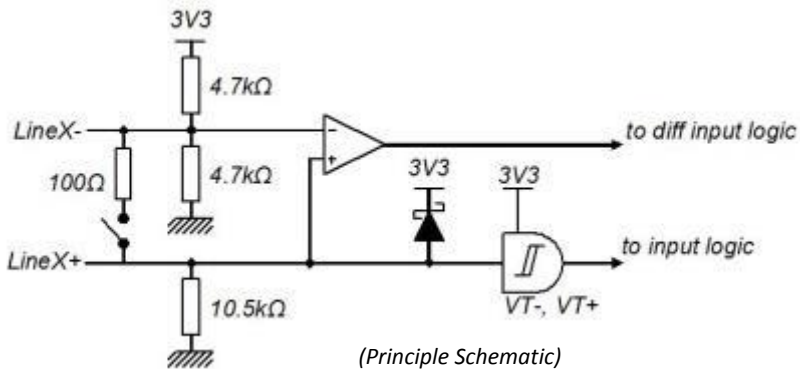 3V3
4.7kΩ
LineX-
to diff input logic
100Ω
4.7kΩ
3V3
3V3
LineX+
to input logic
10.5kΩ
VT-, VT+
(Principle Schematic)